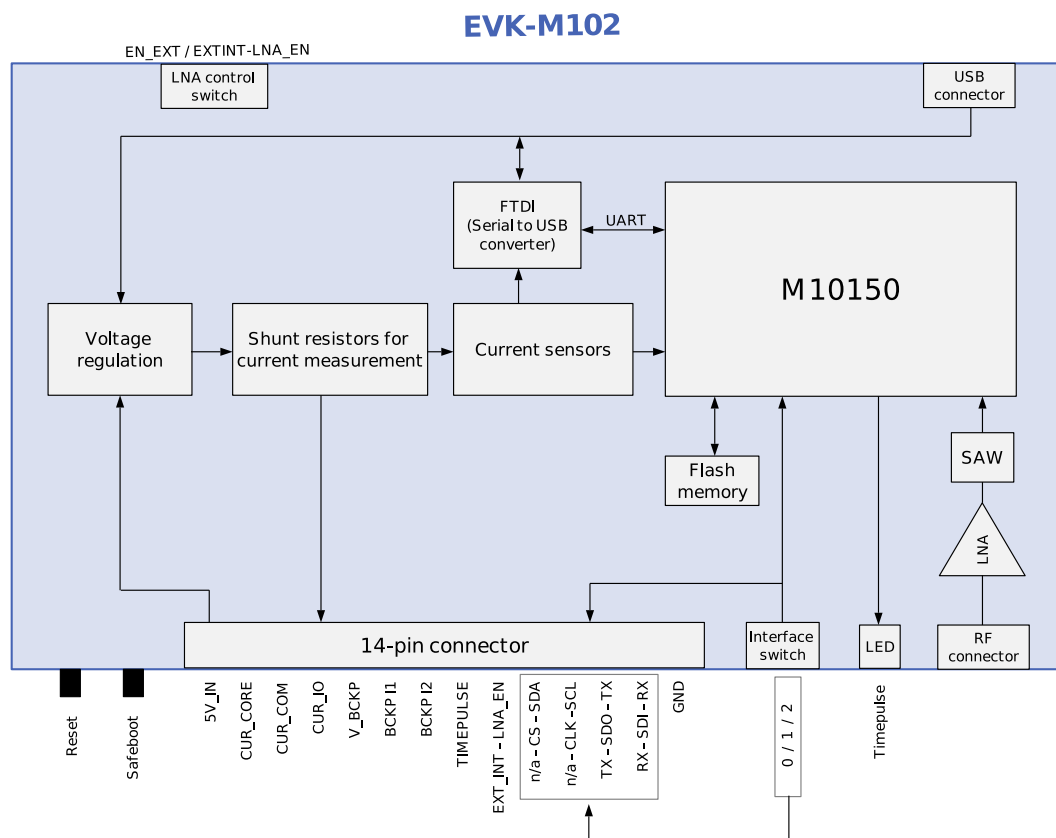 EVK-M102
EN_EXT / EXTINT-LNA_EN
LNA control
switch
USB
connector
FTDI
(Serial to USB
converter)
UART
M10150
Voltage
regulation
Shunt resistors for
current measurement
Current sensors
Flash
memory
SAW
LNA
14-pin connector
Interface
switch
LED
RF
connector
Reset
Safeboot
5V_IN
CUR_CORE
CUR_COM
CUR_IO
V_BCKP
BCKP I1
BCKP I2
TIMEPULSE
EXT_INT – LNA_EN
n/a – CS – SDA
n/a – CLK –SCL
TX – SDO – TX
RX – SDI – RX
GND
0 / 1 / 2
Timepulse